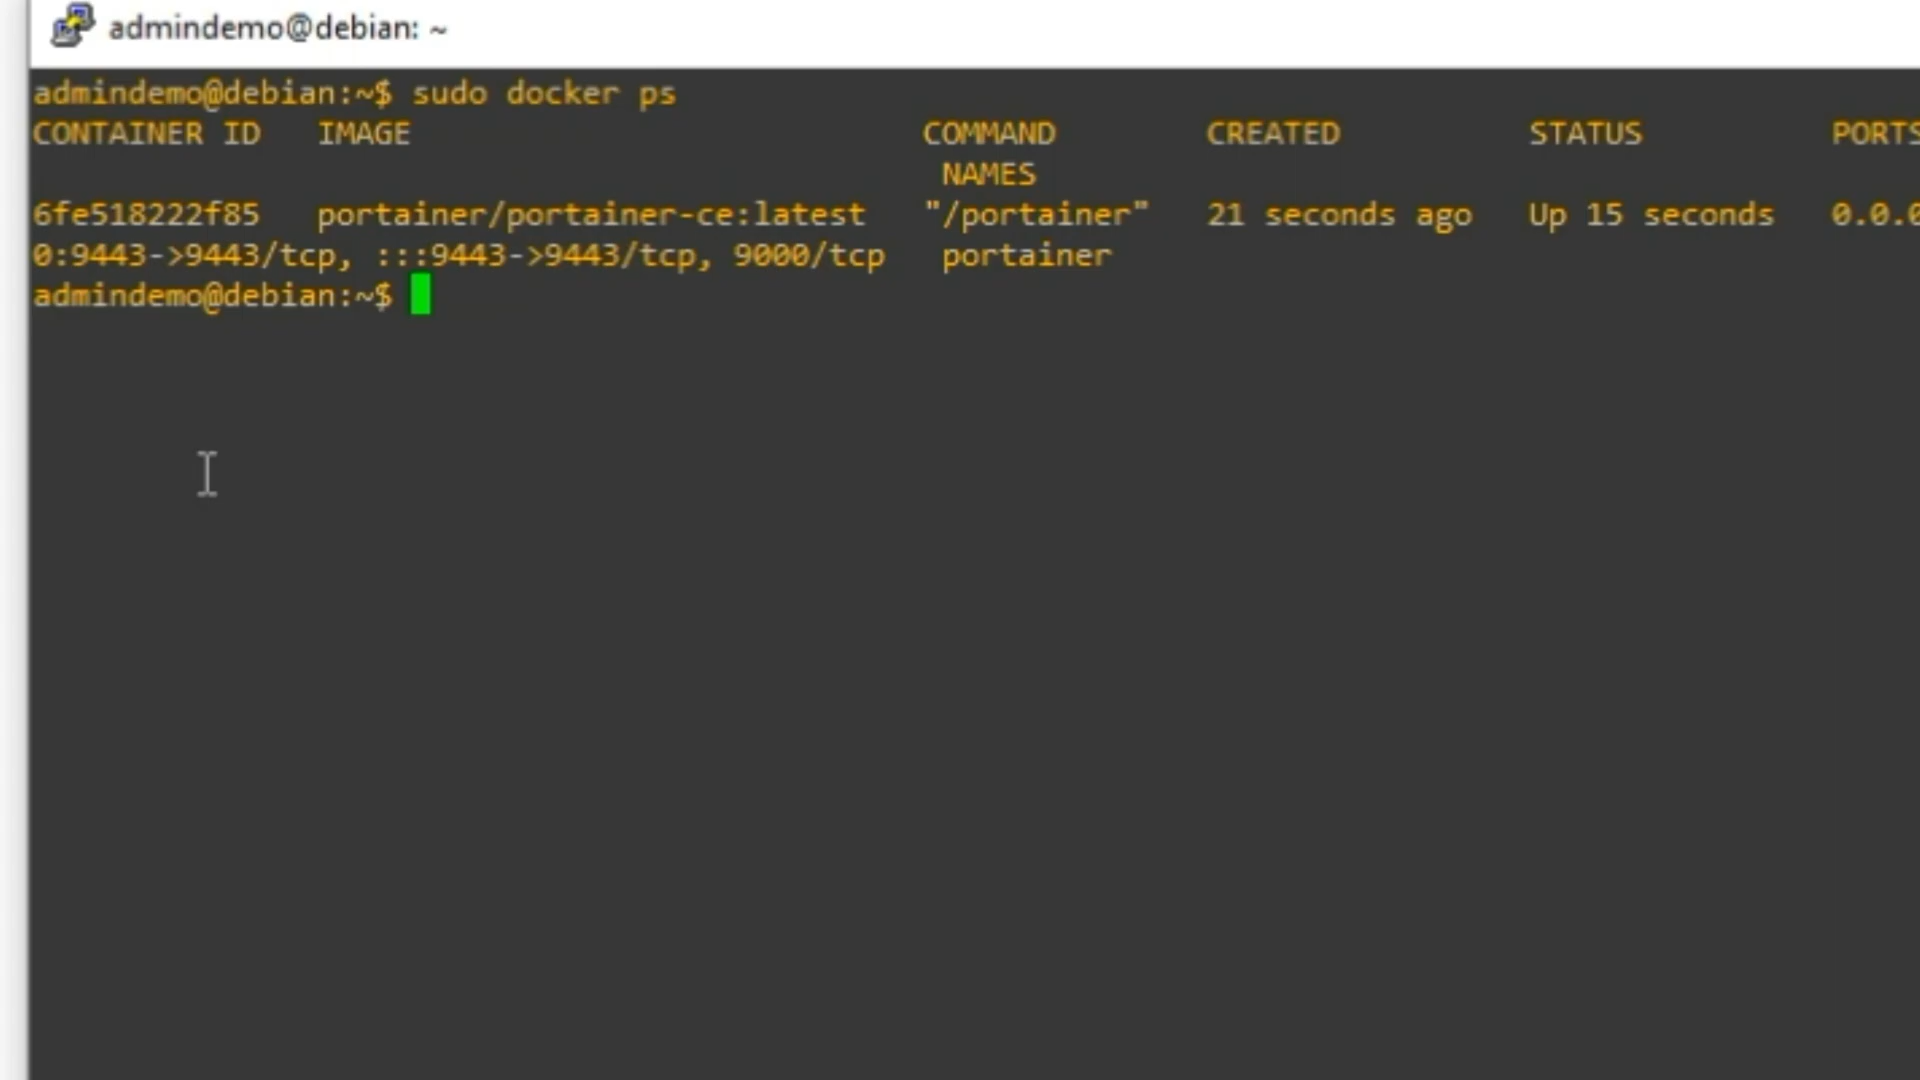 admindemo@debian: ~
admindemo@debian:~$ sudo docker ps
CONTAINER ID   IMAGE                           COMMAND        CREATED          STATUS          PORTS
NAMES
6fe518222f85   portainer/portainer-ce:latest   "/portainer"   21 seconds ago   Up 15 seconds   0.0.0
0:9443->9443/tcp, :::9443->9443/tcp, 9000/tcp   portainer
admindemo@debian:~$